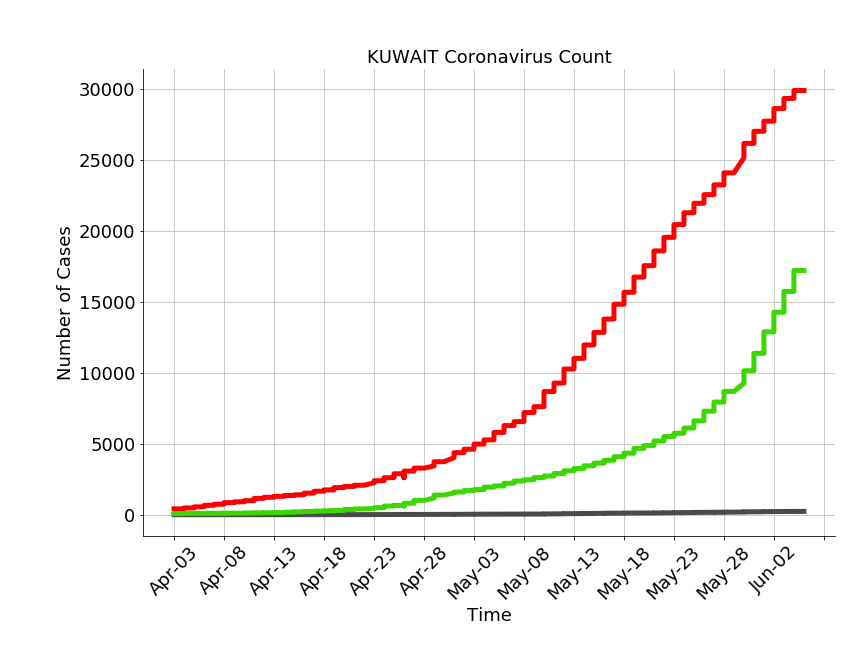 KUWAIT Coronavirus Count
30000
25000
20000
15000
10000
5000
0
Number of Cases
Apr-03
Apr-08
Apr-13
Apr-18
Apr-23
Apr-28
May-03
May-08
May-13
May-18
May-23
May-28
Jun-02
Time